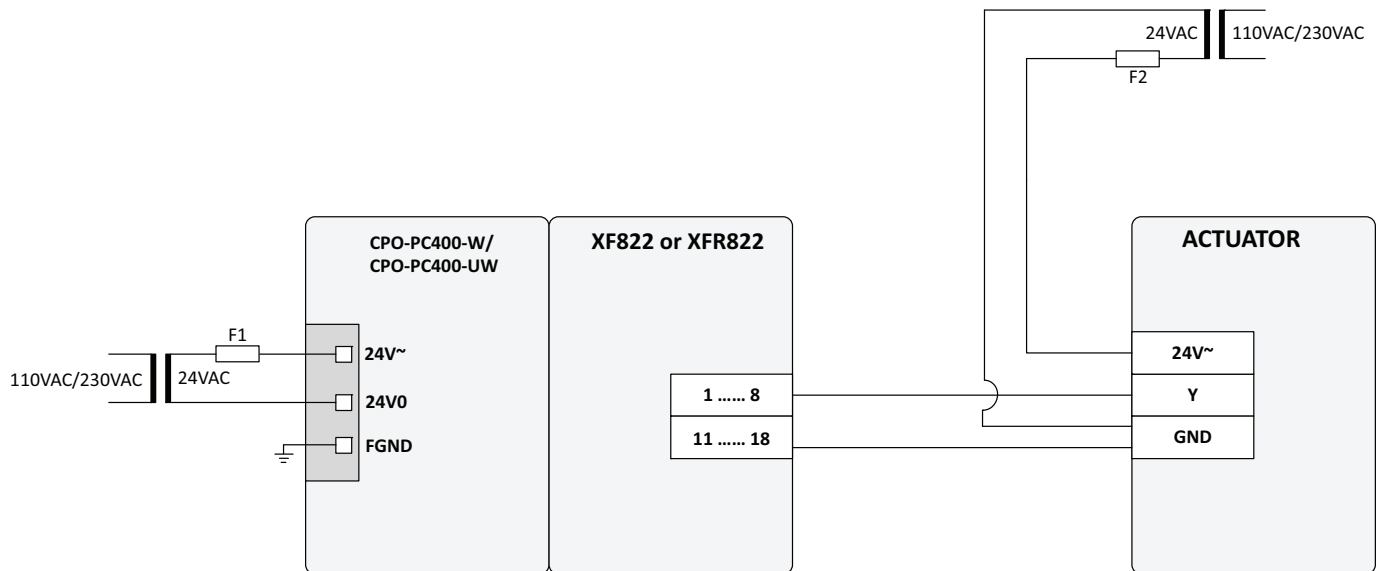 24VAC
110VAC/230VAC
F2
CPO-PC400-W/
CPO-PC400-UW
XF822 or XFR822
ACTUATOR
F1
24V~
110VAC/230VAC
24VAC
24V0
FGND
1 ...... 8
11 ...... 18
24V~
Y
GND